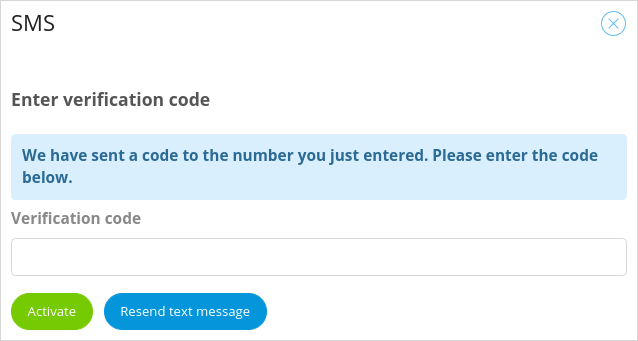 SMS
Enter verification code
We have sent a code to the number you just entered. Please enter the code
below.
Verification code
Activate
Resend text message